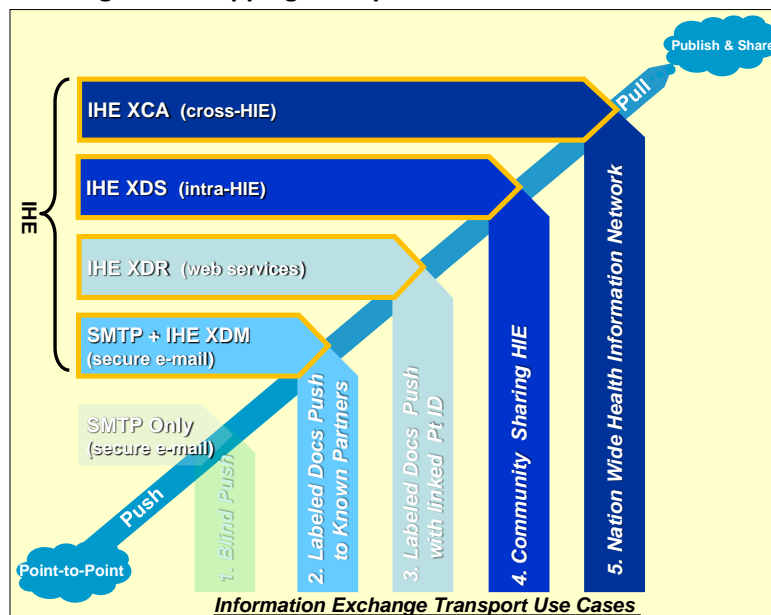 Publish & Share
Pull
IHE XCA (cross-HIE)
IHE XDS (intra-HIE)
IHE
IHE XDR (web services)
SMTP + IHE XDM
(secure e-mail)
SMTP Only
(secure e-mail)
Push
Point-to-Point
1. Blind Push
2. Labeled Docs Push
to Known Partners
3. Labeled Docs Push
with linked Pt ID
4. Community Sharing HIE
5. Nation Wide Health Information Network
Information Exchange Transport Use Cases